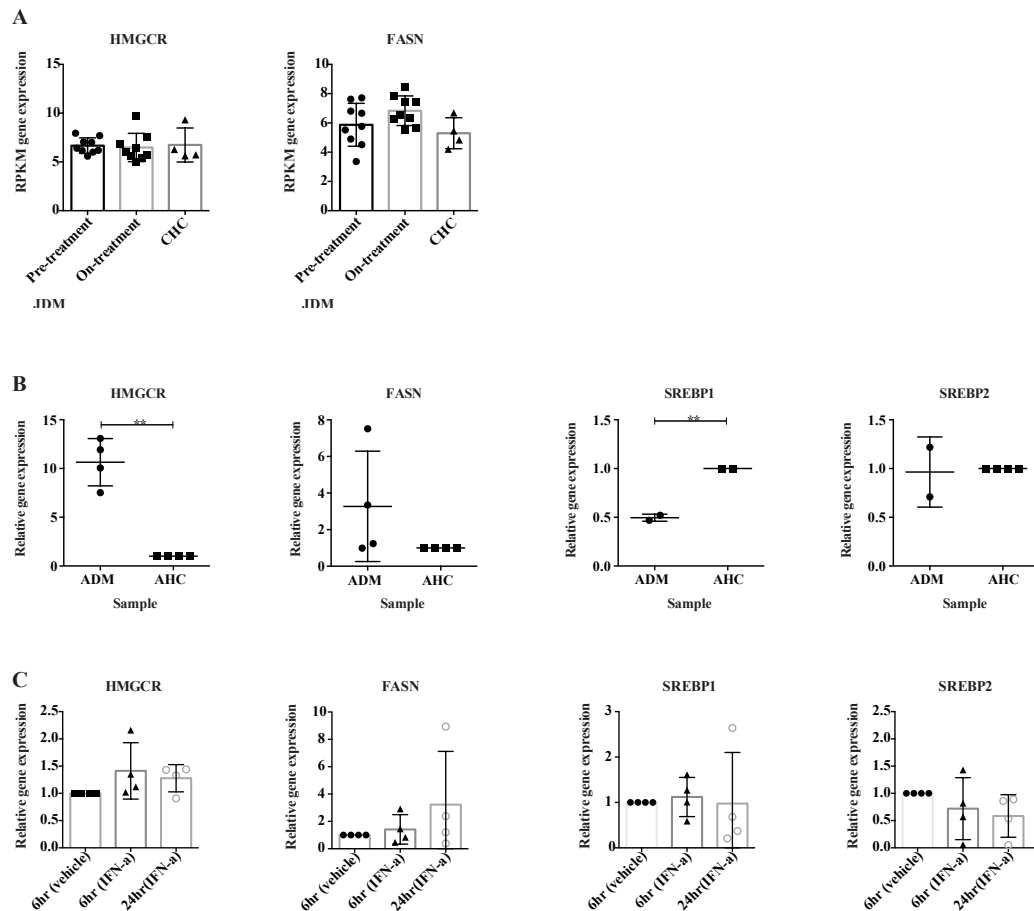 A
HMGCR
FASN
RPKM gene expression
15
10
5
0
Pre-treatment
On-treatment
CHC
JDM
RPKM gene expression
10
8
6
4
2
0
Pre-treatment
On-treatment
CHC
JDM
B
HMGCR
Relative gene expression
15
10
5
0
**
ADM
AHC
Sample
FASN
Relative gene expression
8
6
4
2
0
ADM
AHC
Sample
SREBP1
Relative gene expression
1.5
1.0
0.5
0.0
**
ADM
AHC
Sample
SREBP2
Relative gene expression
1.5
1.0
0.5
0.0
ADM
AHC
Sample
C
HMGCR
Relative gene expression
2.5
2.0
1.5
1.0
0.5
0.0
6hr (vehicle)
6hr (IFN-a)
24hr(IFN-a)
FASN
Relative gene expression
10
8
6
4
2
0
6hr (vehicle)
6hr (IFN-a)
24hr(IFN-a)
SREBP1
Relative gene expression
3
2
1
0
6hr (vehicle)
6hr (IFN-a)
24hr(IFN-a)
SREBP2
Relative gene expression
2.5
2.0
1.5
1.0
0.5
0.0
6hr (vehicle)
6hr (IFN-a)
24hr(IFN-a)